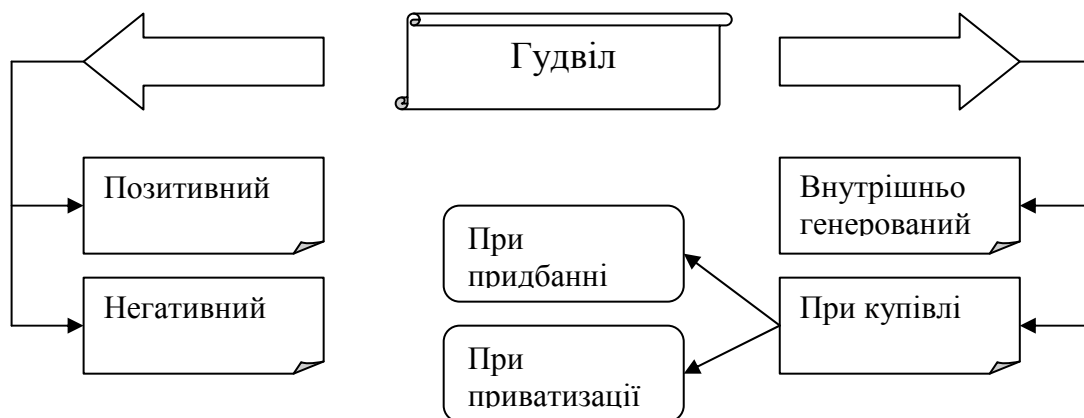 Гудвіл
Позитивний
Негативний
При
придбанні
При
приватизації
Внутрішньо
генерований
При купівлі